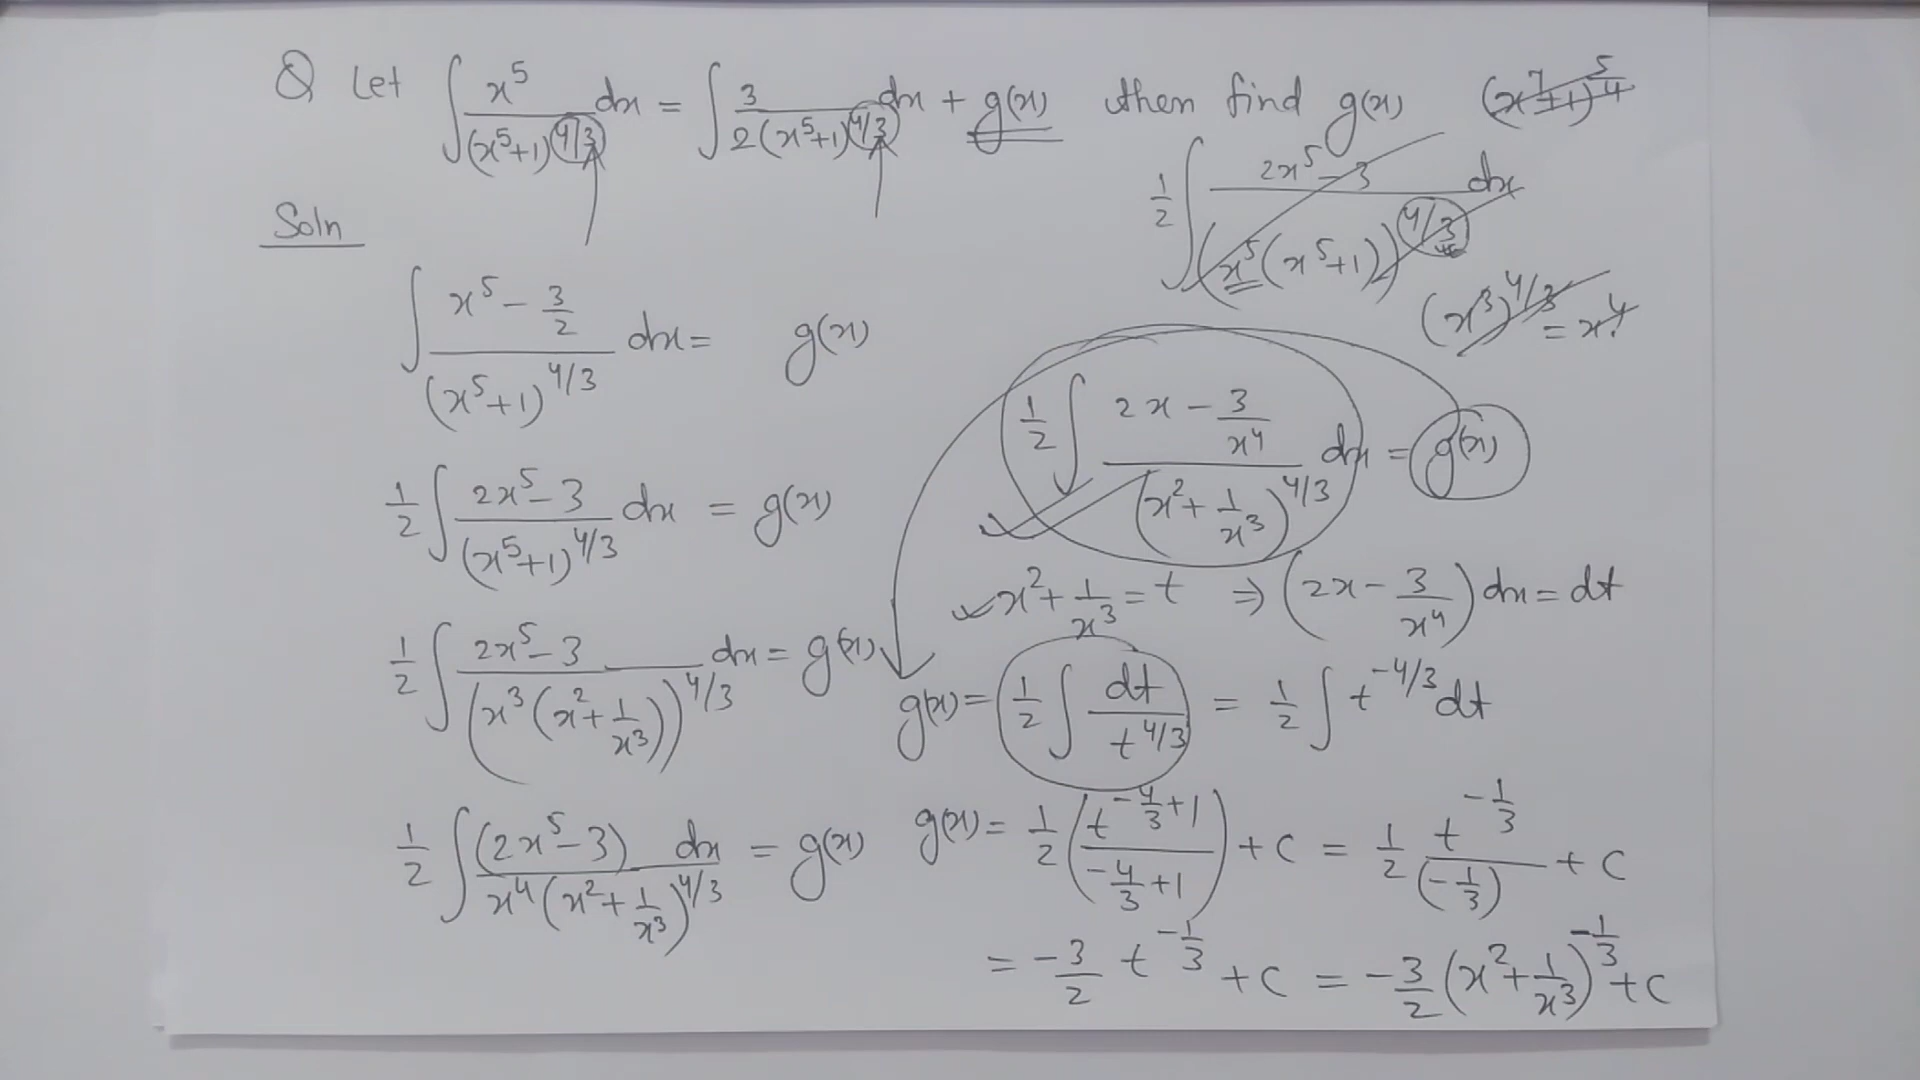 Q Let ∫ x^5/(x^5+1)^{4/3} dx = ∫ 3/(2(x^5+1)^{4/3}) dx + g(x) then find g(x)
(x^7+1)^{5/4}
1/2 ∫ (2x^5-3)/(x^5(x^5+1))^{4/3} dx
(x^3)^{4/3} = x^4
Soln
∫ (x^5 - 3/2)/(x^5+1)^{4/3} dx = g(x)
1/2 ∫ (2x^5-3)/(x^5+1)^{4/3} dx = g(x)
1/2 ∫ (2x^5-3)/(x^3(x^2+1/x^3))^{4/3} dx = g(x)
1/2 ∫ (2x^5-3) dx/(x^4(x^2+1/x^3)^{4/3}) = g(x)
1/2 ∫ (2x - 3/x^4)/(x^2+1/x^3)^{4/3} dx = g(x)
x^2+1/x^3 = t ⇒ (2x - 3/x^4) dx = dt
g(x) = 1/2 ∫ dt/t^{4/3} = 1/2 ∫ t^{-4/3} dt
g(x) = 1/2 (t^{-4/3+1}/(-4/3+1)) + c = 1/2 t^{-1/3}/(-1/3) + c
= -3/2 t^{-1/3} + c = -3/2 (x^2+1/x^3)^{-1/3} + c